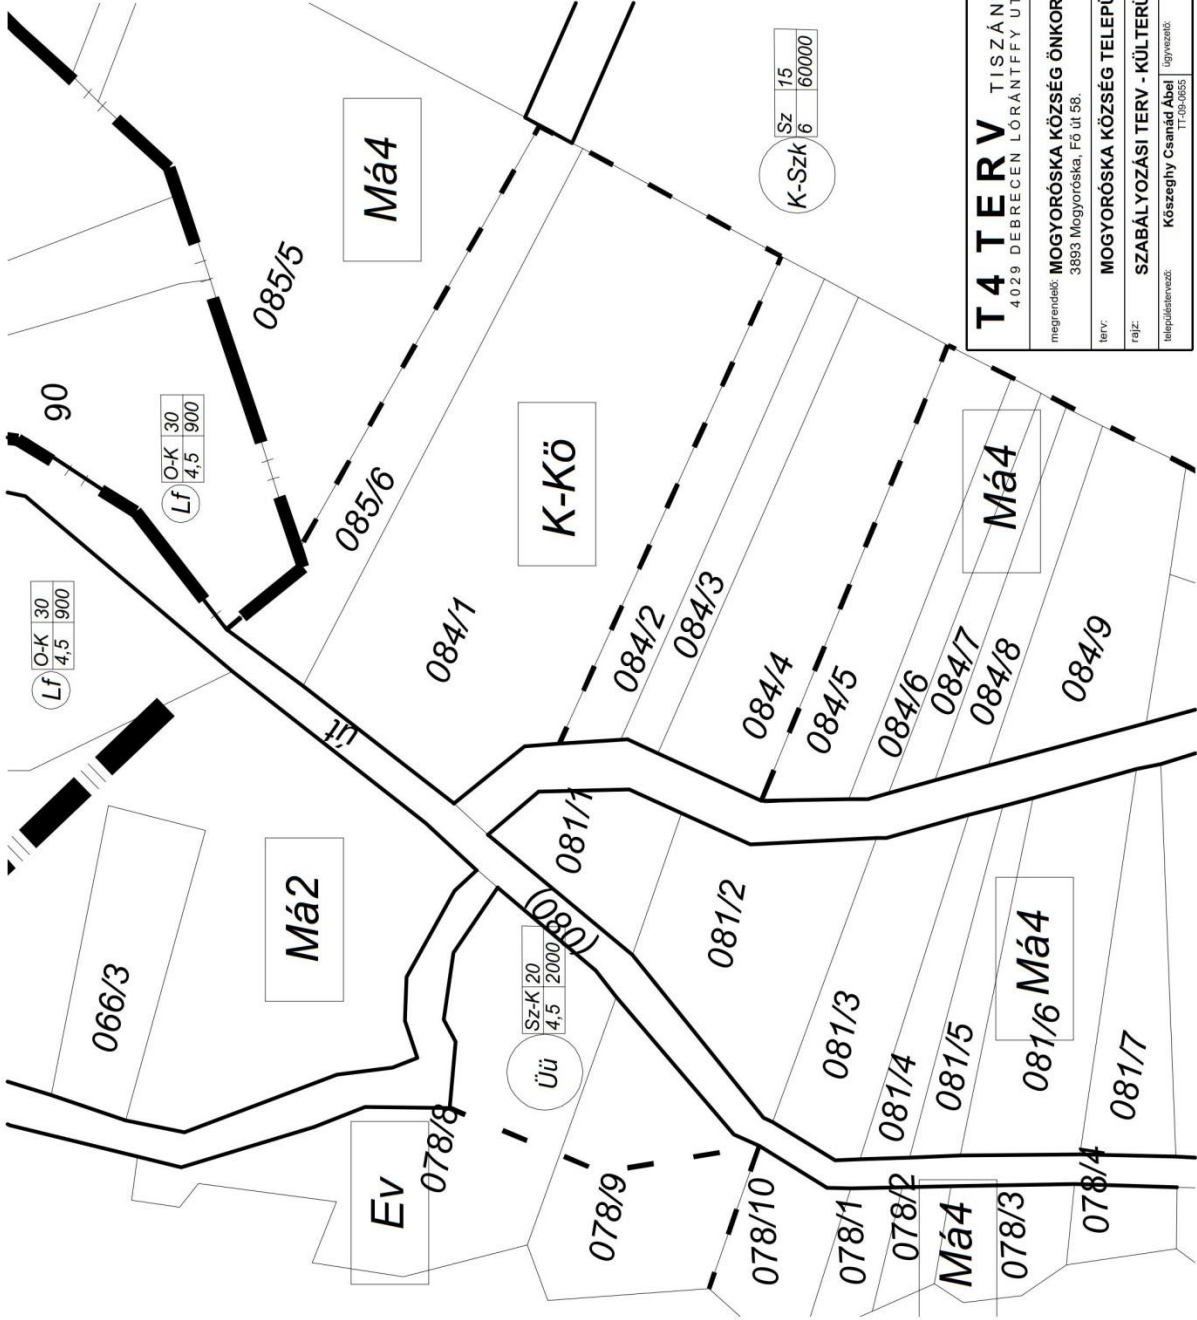 90
Lf O-K 30
4,5 900
Lf O-K 30
4,5 900
085/5
Má4
085/6
K-Szk Sz 15
6 60000
084/1
K-Kö
084/2
084/3
084/4
084/5
084/6
084/7
084/8
084/9
Má4
út
066/3
Má2
081/1
(080)
Üü Sz-K 20
4,5 2000
081/2
081/3
081/4
081/5
081/6
Má4
081/7
Ev
078/8
078/9
078/10
078/1
078/2
Má4
078/3
078/4
T4 TERV TISZÁN
4029 DEBRECEN LÓRÁNTFFY UT
megrendelő: MOGYORÓSKA KÖZSÉG ÖNKOR
3893 Mogyoróska, Fő út 58.
terv: MOGYORÓSKA KÖZSÉG TELEPÜ
rajz: SZABÁLYOZÁSI TERV - KÜLTERÜ
településtervező: Kőszeghy Csanád Ábel ügyvezető:
TT-09-0655